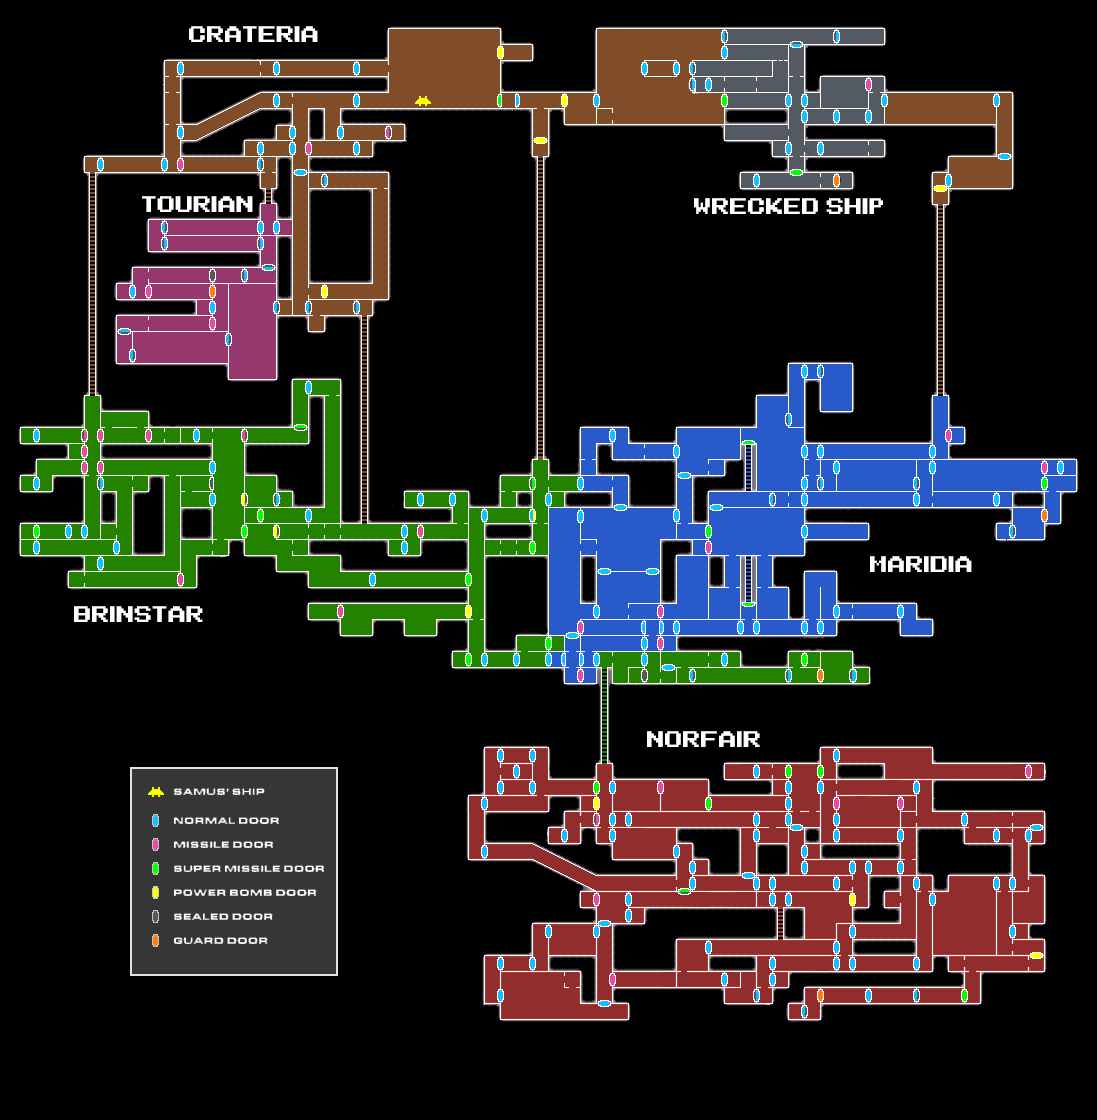 CRATERIA
TOURIAN
WRECKED SHIP
MARIDIA
BRINSTAR
NORFAIR
SAMUS' SHIP
NORMAL DOOR
MISSILE DOOR
SUPER MISSILE DOOR
POWER BOMB DOOR
SEALED DOOR
GUARD DOOR